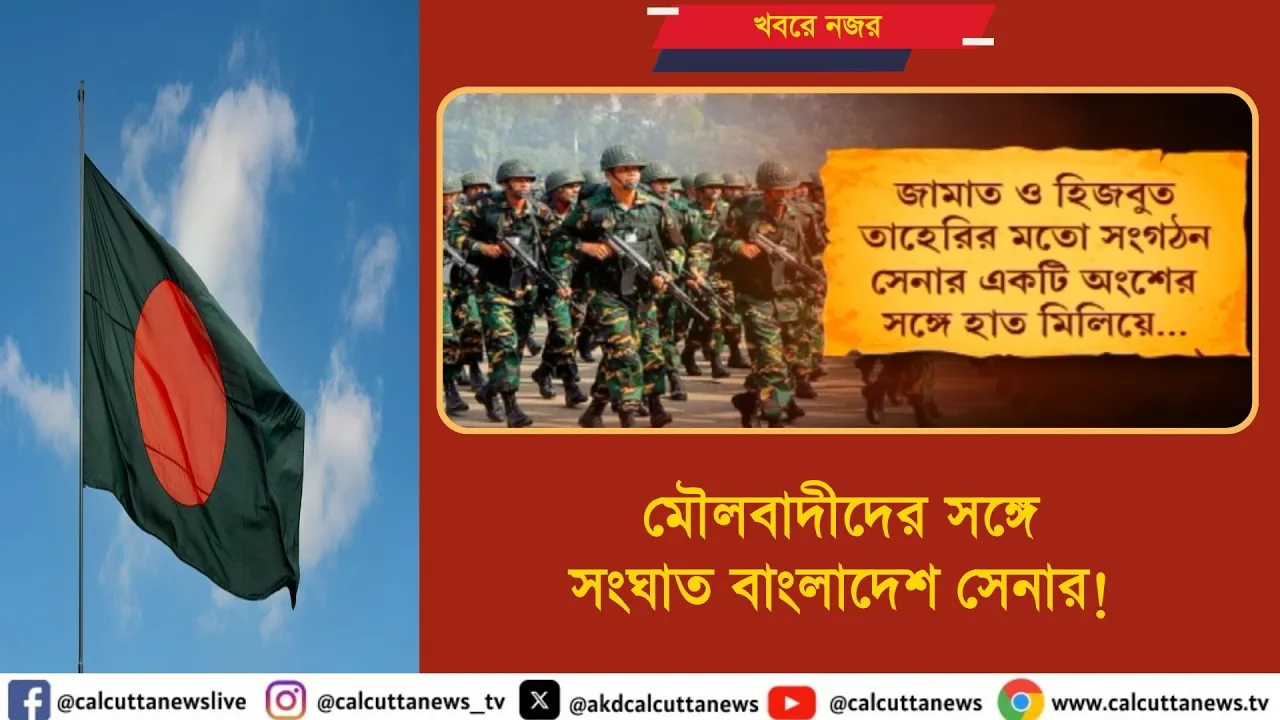 খবরে নজর
জামাত ও হিজবুত
তাহেরির মতো সংগঠন
সেনার একটি অংশের
সঙ্গে হাত মিলিয়ে...
মৌলবাদীদের সঙ্গে
সংঘাত বাংলাদেশ সেনার!
@calcuttanewslive @calcuttanews_tv @akdcalcuttanews @calcuttanews www.calcuttanews.tv